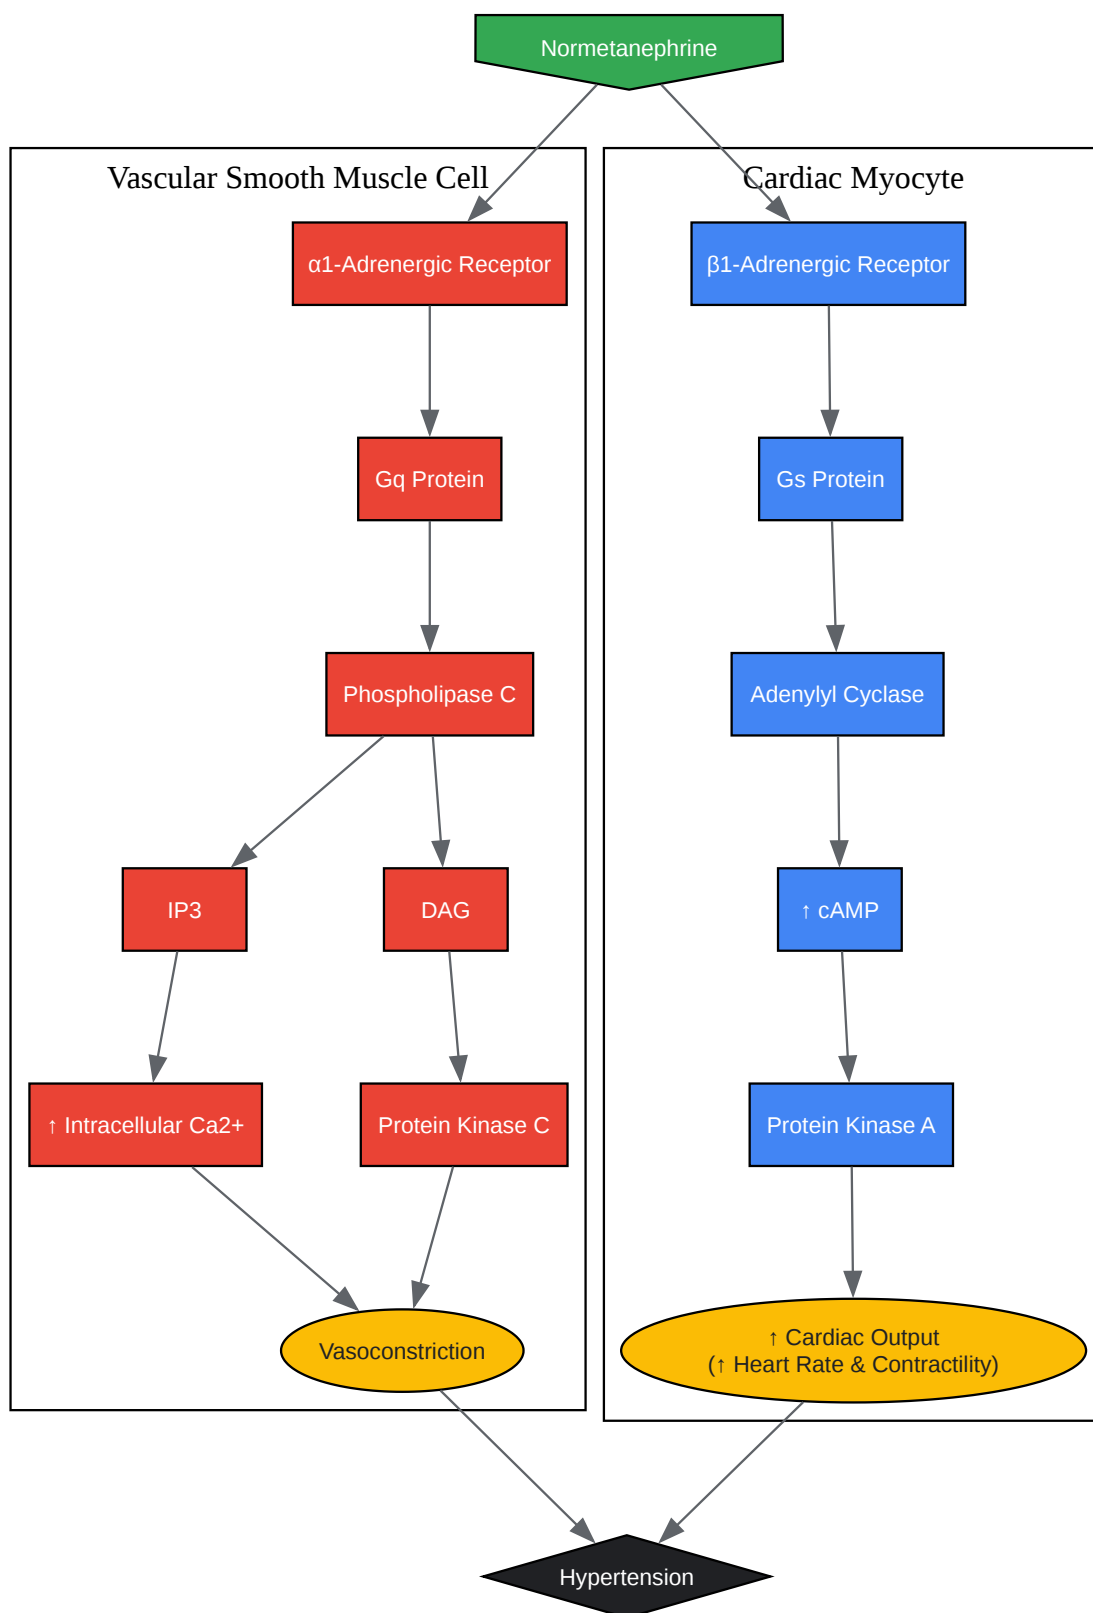 Normetanephrine
Vascular Smooth Muscle Cell
Cardiac Myocyte
α1-Adrenergic Receptor
β1-Adrenergic Receptor
Gq Protein
Gs Protein
Phospholipase C
Adenylyl Cyclase
IP3
DAG
↑ cAMP
↑ Intracellular Ca2+
Protein Kinase C
Protein Kinase A
Vasoconstriction
↑ Cardiac Output
(↑ Heart Rate & Contractility)
Hypertension